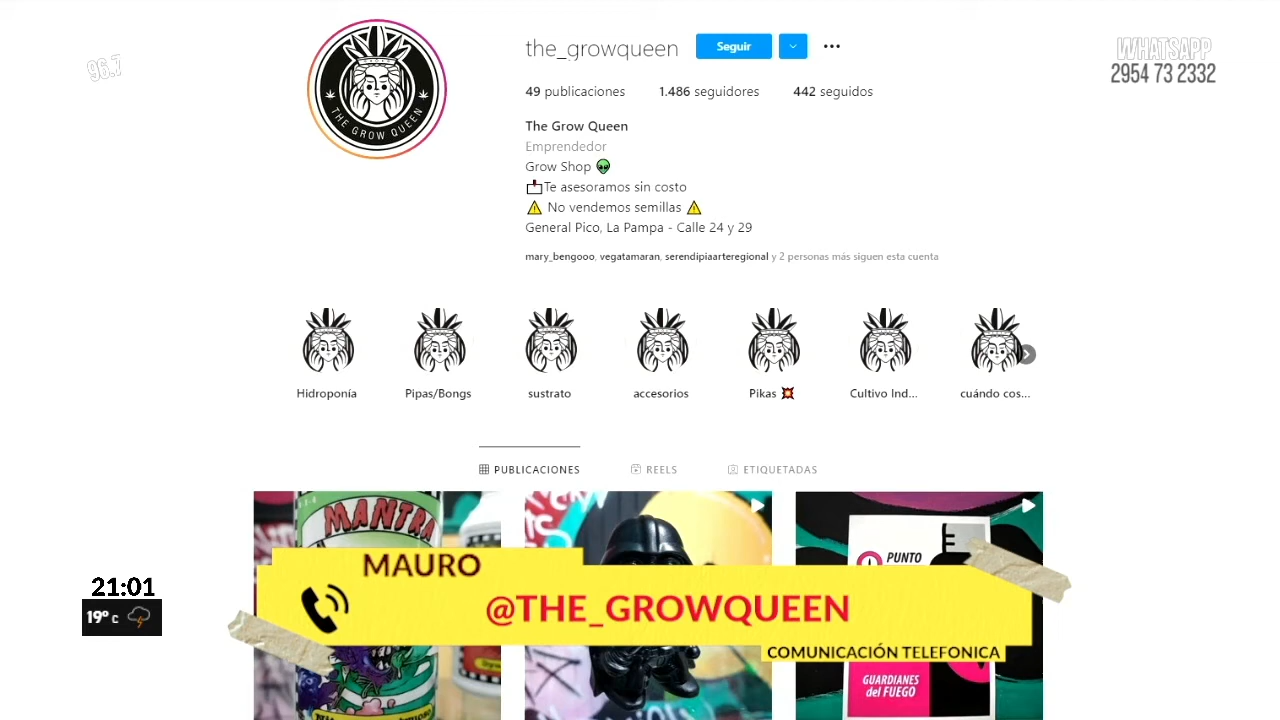 96.7
WHATSAPP
2954 73 2332
THE GROW QUEEN
the_growqueen
Seguir
49 publicaciones
1.486 seguidores
442 seguidos
The Grow Queen
Emprendedor
Grow Shop 👽
Te asesoramos sin costo
⚠ No vendemos semillas ⚠
General Pico, La Pampa - Calle 24 y 29
mary_bengooo, vegatamaran, serendipiaarteregional y 2 personas más siguen esta cuenta
Hidroponía
Pipas/Bongs
sustrato
accesorios
Pikas 💥
Cultivo Ind...
cuándo cos...
PUBLICACIONES
REELS
ETIQUETADAS
MANTRA
PUNTO
MAURO
@THE_GROWQUEEN
COMUNICACIÓN TELEFONICA
GUARDIANES
del FUEGO
21:01
19º c